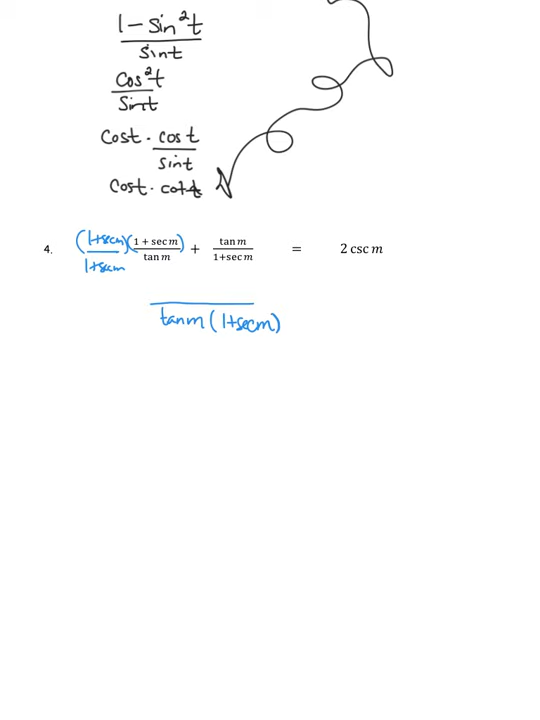 1 - sin²t
sint
cos²t
sint
cost · cost
sint
cost · cott
4. (1+secm)(1 + sec m) + tan m = 2 csc m
1+secm tan m 1+sec m
tanm (1+secm)